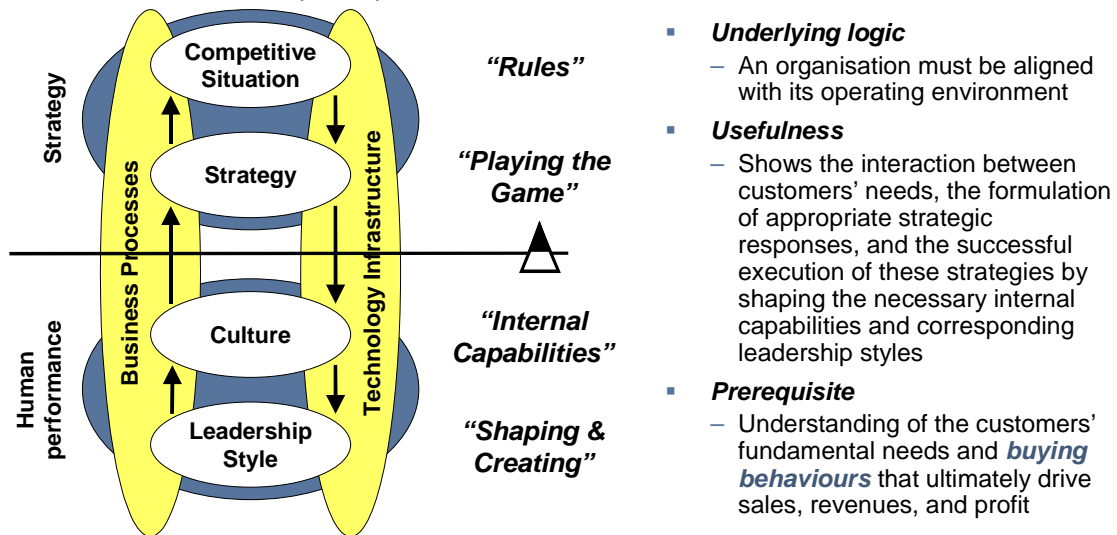 Competitive
Situation
Strategy
Culture
Leadership
Style
Strategy
Human
performance
Business Processes
Technology Infrastructure
“Rules”
“Playing the
Game”
“Internal
Capabilities”
“Shaping &
Creating”
▪ Underlying logic
– An organisation must be aligned
with its operating environment
▪ Usefulness
– Shows the interaction between
customers’ needs, the formulation
of appropriate strategic
responses, and the successful
execution of these strategies by
shaping the necessary internal
capabilities and corresponding
leadership styles
▪ Prerequisite
– Understanding of the customers’
fundamental needs and buying
behaviours that ultimately drive
sales, revenues, and profit